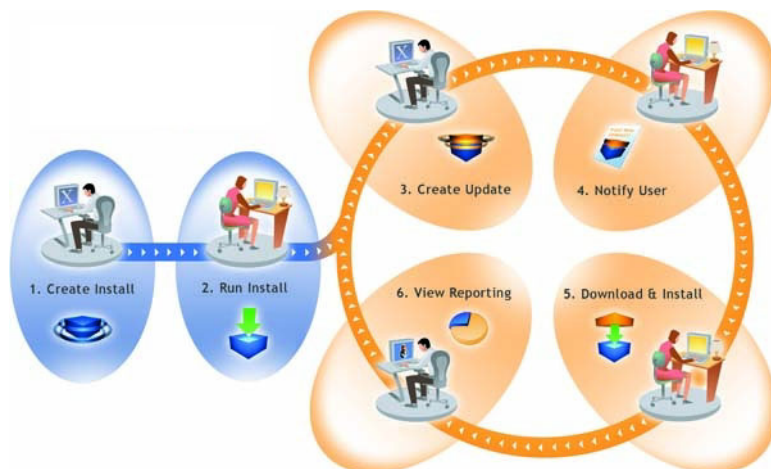 1. Create Install
2. Run Install
3. Create Update
4. Notify User
5. Download & Install
6. View Reporting
X
X